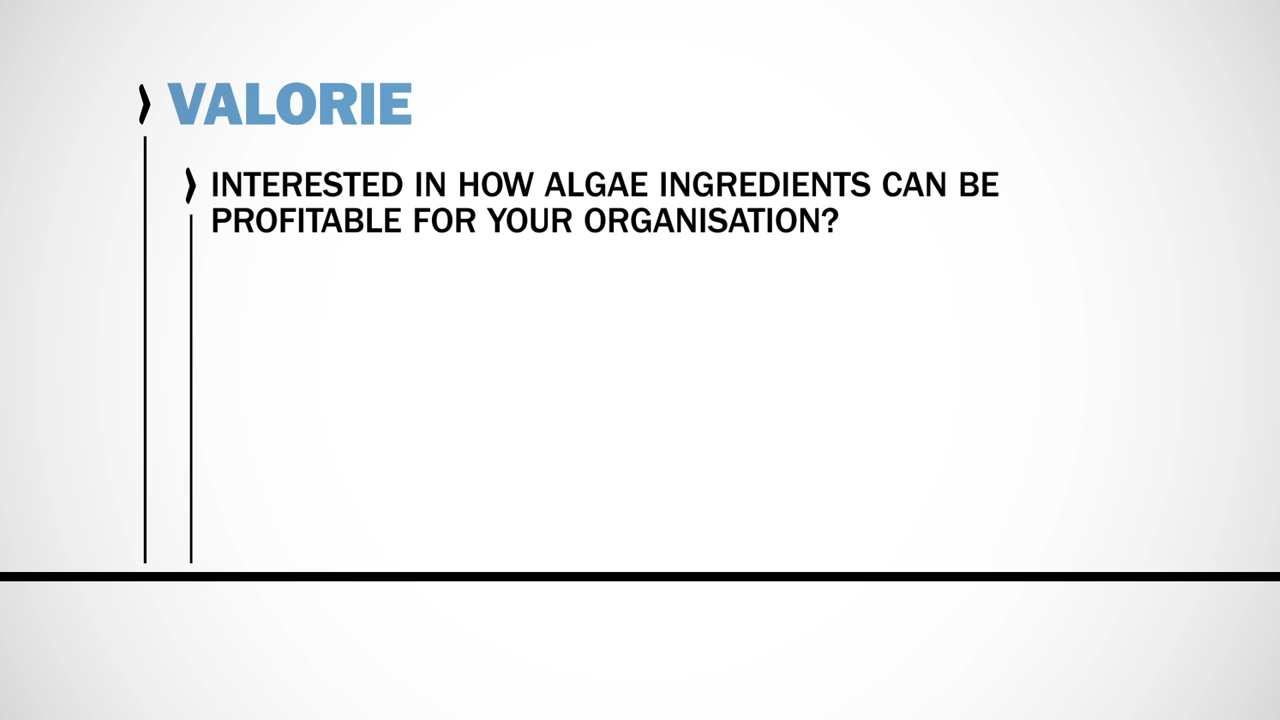 VALORIE
INTERESTED IN HOW ALGAE INGREDIENTS CAN BE
PROFITABLE FOR YOUR ORGANISATION?